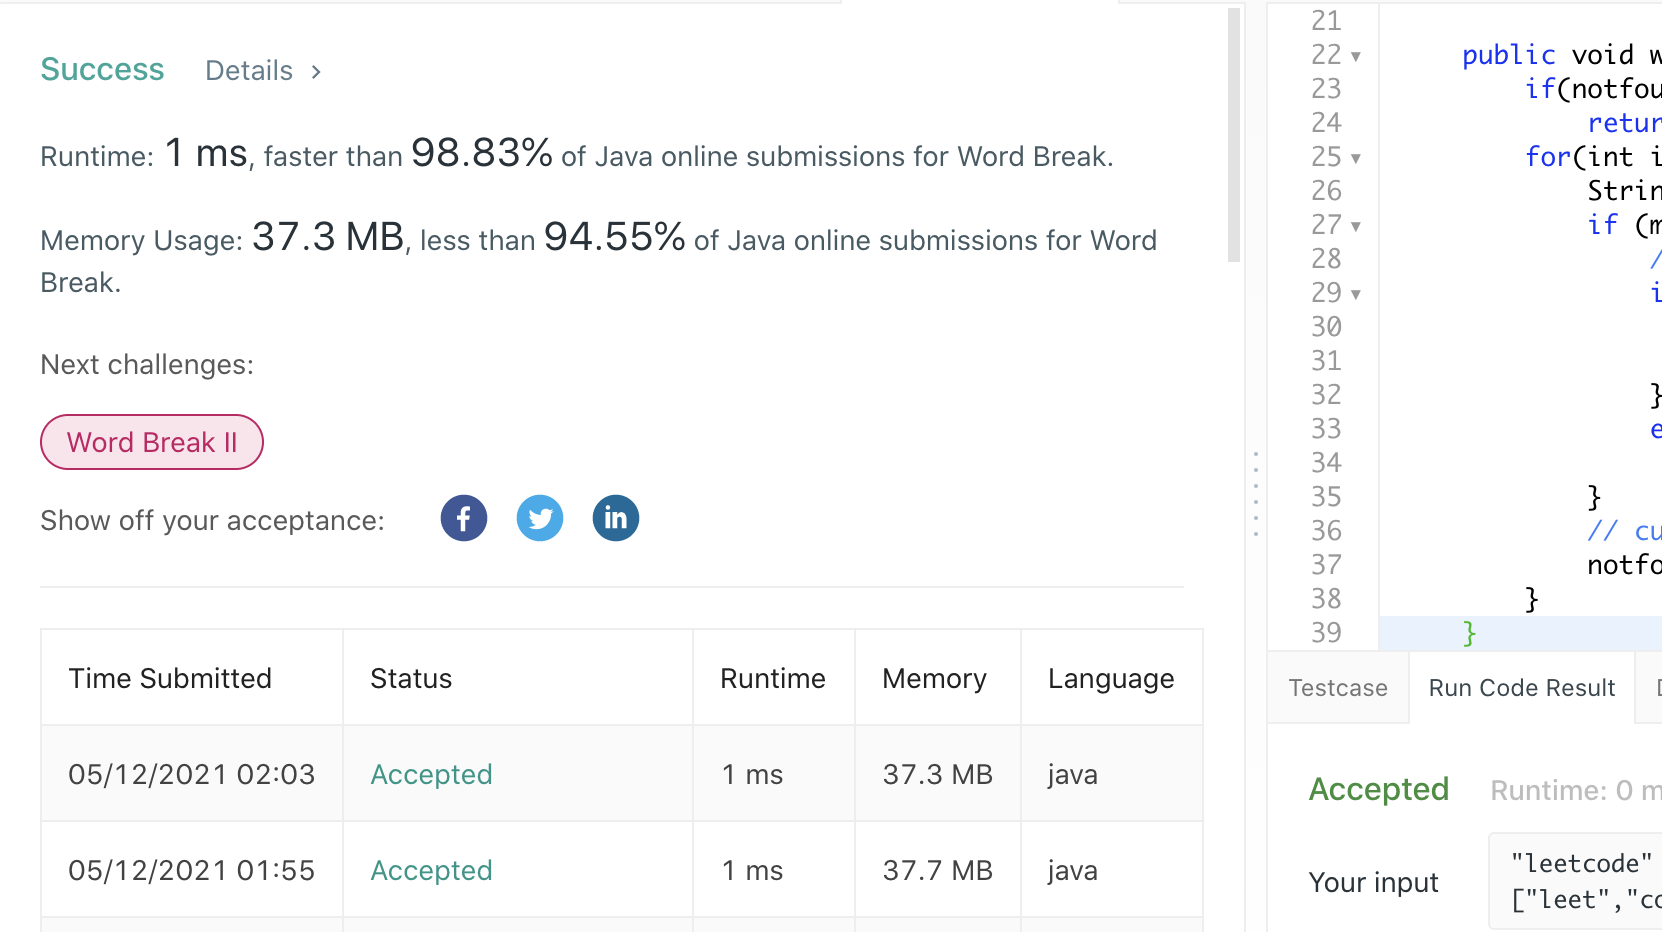 Success Details >
Runtime: 1 ms, faster than 98.83% of Java online submissions for Word Break.
Memory Usage: 37.3 MB, less than 94.55% of Java online submissions for Word
Break.
Next challenges:
Word Break II
Show off your acceptance:
Time Submitted Status Runtime Memory Language
05/12/2021 02:03 Accepted 1 ms 37.3 MB java
05/12/2021 01:55 Accepted 1 ms 37.7 MB java
21
22 public void w
23 if(notfou
24 retur
25 for(int i
26 Strin
27 if (m
28 /
29 i
30
31
32 }
33 e
34
35 }
36 // cu
37 notfo
38 }
39 }
Testcase Run Code Result
Accepted Runtime: 0 m
Your input
"leetcode"
["leet","co